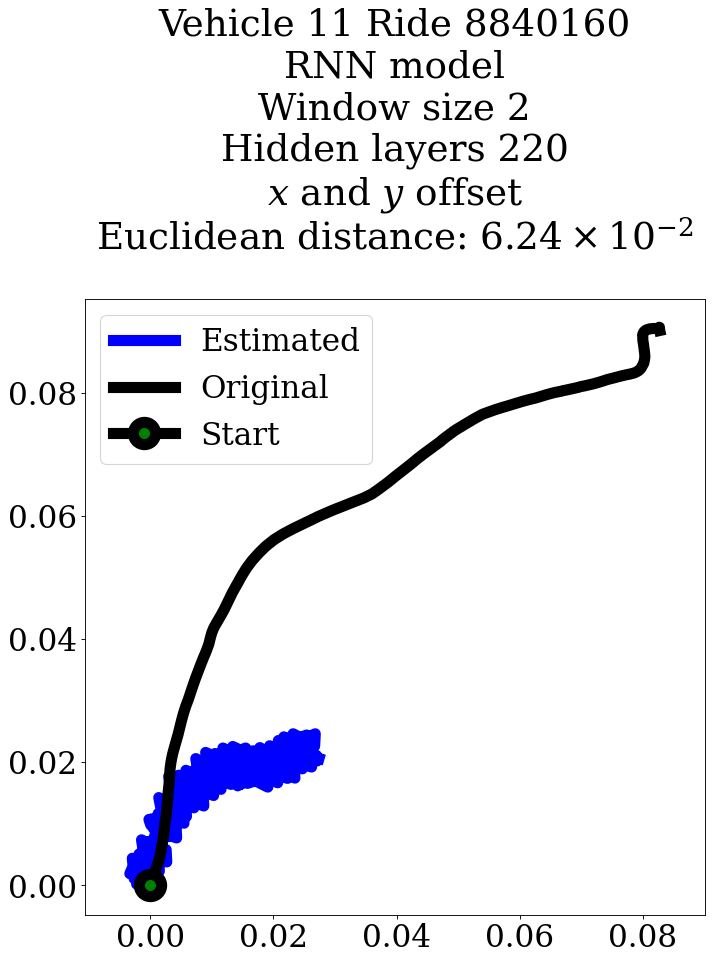 Vehicle 11 Ride 8840160
RNN model
Window size 2
Hidden layers 220
x and y offset
Euclidean distance: 6.24 × 10⁻²
Estimated
Original
Start
0.08
0.06
0.04
0.02
0.00
0.00 0.02 0.04 0.06 0.08